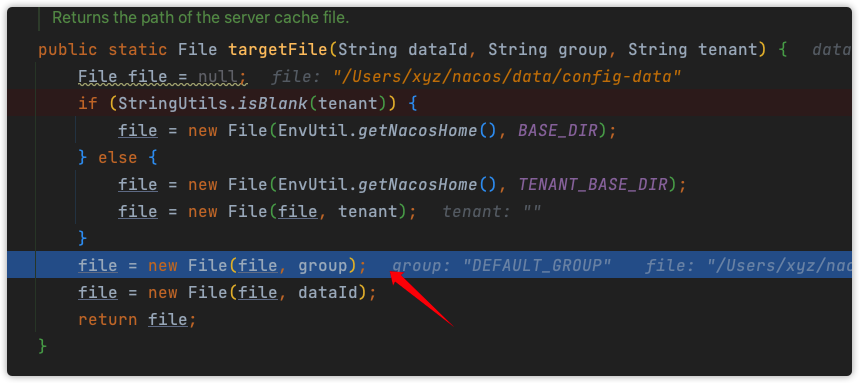 Returns the path of the server cache file.
public static File targetFile(String dataId, String group, String tenant) {   data
    File file = null;   file: "/Users/xyz/nacos/data/config-data"
    if (StringUtils.isBlank(tenant)) {
        file = new File(EnvUtil.getNacosHome(), BASE_DIR);
    } else {
        file = new File(EnvUtil.getNacosHome(), TENANT_BASE_DIR);
        file = new File(file, tenant);   tenant: ""
    }
    file = new File(file, group);   group: "DEFAULT_GROUP"   file: "/Users/xyz/nac
    file = new File(file, dataId);
    return file;
}